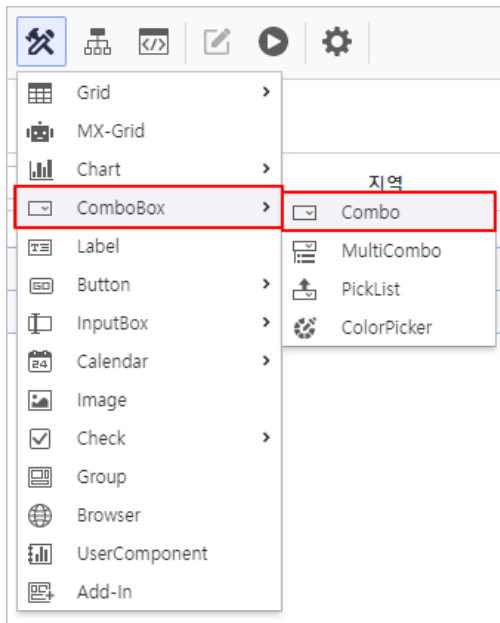 Grid
MX-Grid
Chart
지역
ComboBox
Combo
Label
MultiCombo
Button
PickList
InputBox
ColorPicker
Calendar
Image
Check
Group
Browser
UserComponent
Add-In